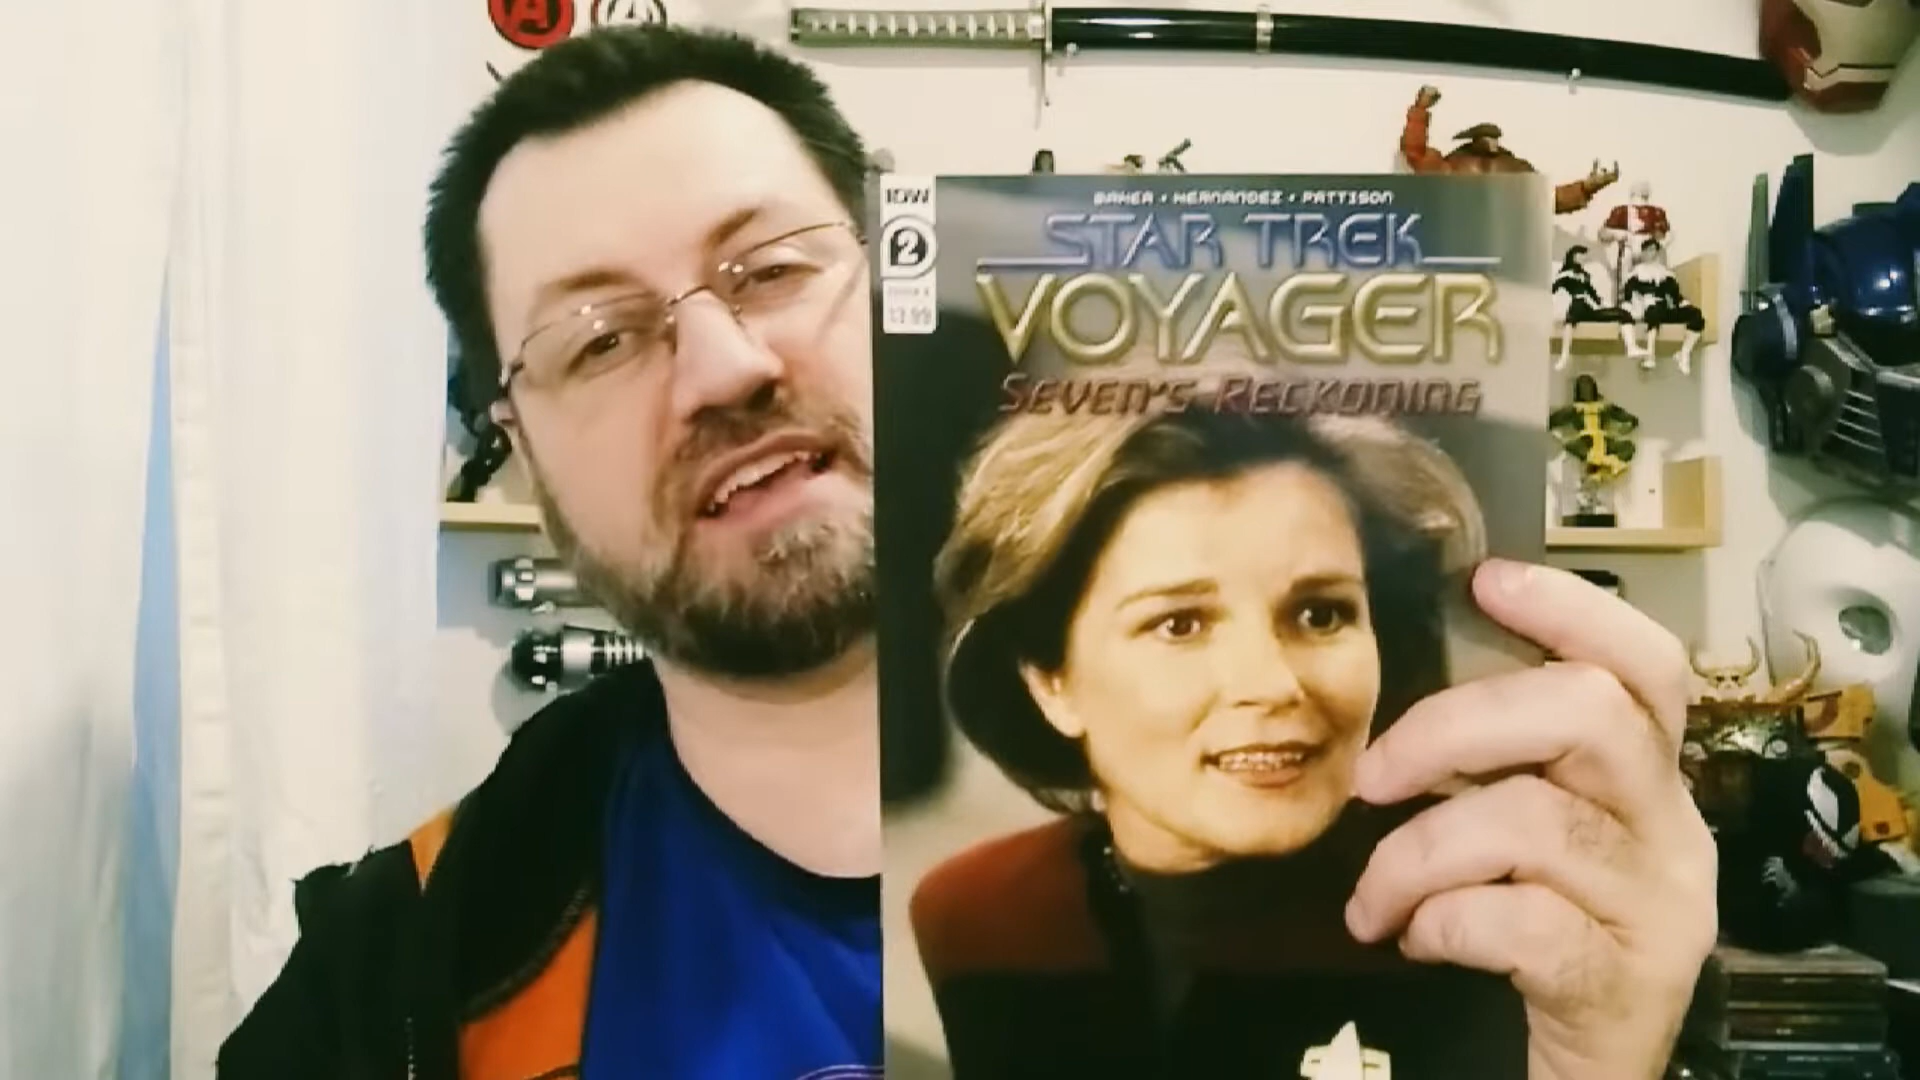 IDW
2
BAKER • HERNANDEZ • PATTISON
STAR TREK
VOYAGER
SEVEN'S RECKONING